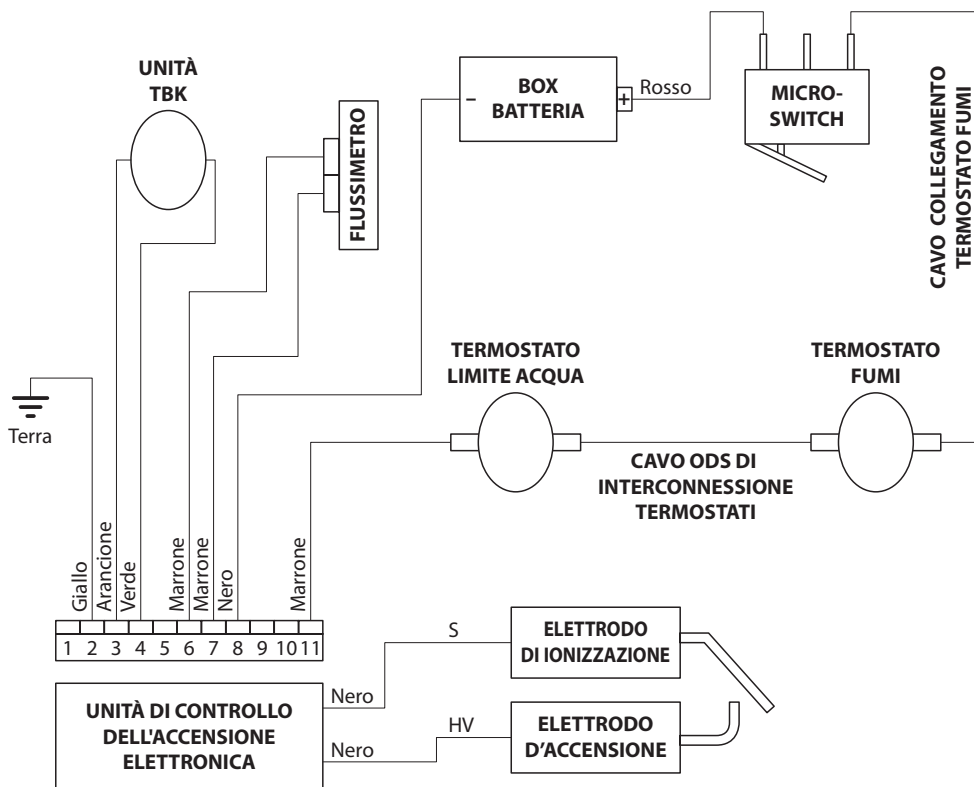 UNITÀ
TBK
FLUSSIMETRO
BOX
BATTERIA
-
+
Rosso
MICRO-
SWITCH
CAVO COLLEGAMENTO
TERMOSTATO FUMI
TERMOSTATO
LIMITE ACQUA
TERMOSTATO
FUMI
CAVO ODS DI
INTERCONNESSIONE
TERMOSTATI
Terra
Giallo
Arancione
Verde
Marrone
Marrone
Nero
Marrone
1 2 3 4 5 6 7 8 9 10 11
UNITÀ DI CONTROLLO
DELL'ACCENSIONE
ELETTRONICA
Nero
S
Nero
HV
ELETTRODO
DI IONIZZAZIONE
ELETTRODO
D’ACCENSIONE